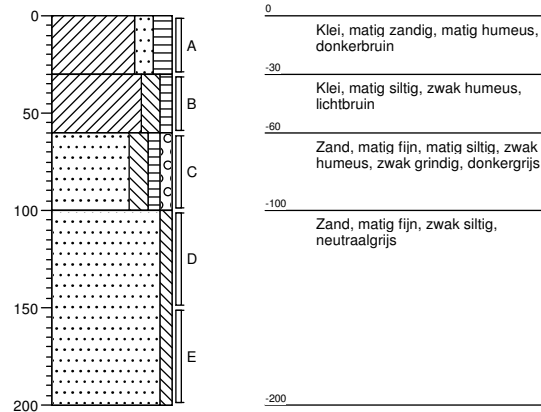 0
50
100
150
200
A
B
C
D
E
0
Klei, matig zandig, matig humeus,
donkerbruin
-30
Klei, matig siltig, zwak humeus,
lichtbruin
-60
Zand, matig fijn, matig siltig, zwak
humeus, zwak grindig, donkergrijs
-100
Zand, matig fijn, zwak siltig,
neutraalgrijs
-200